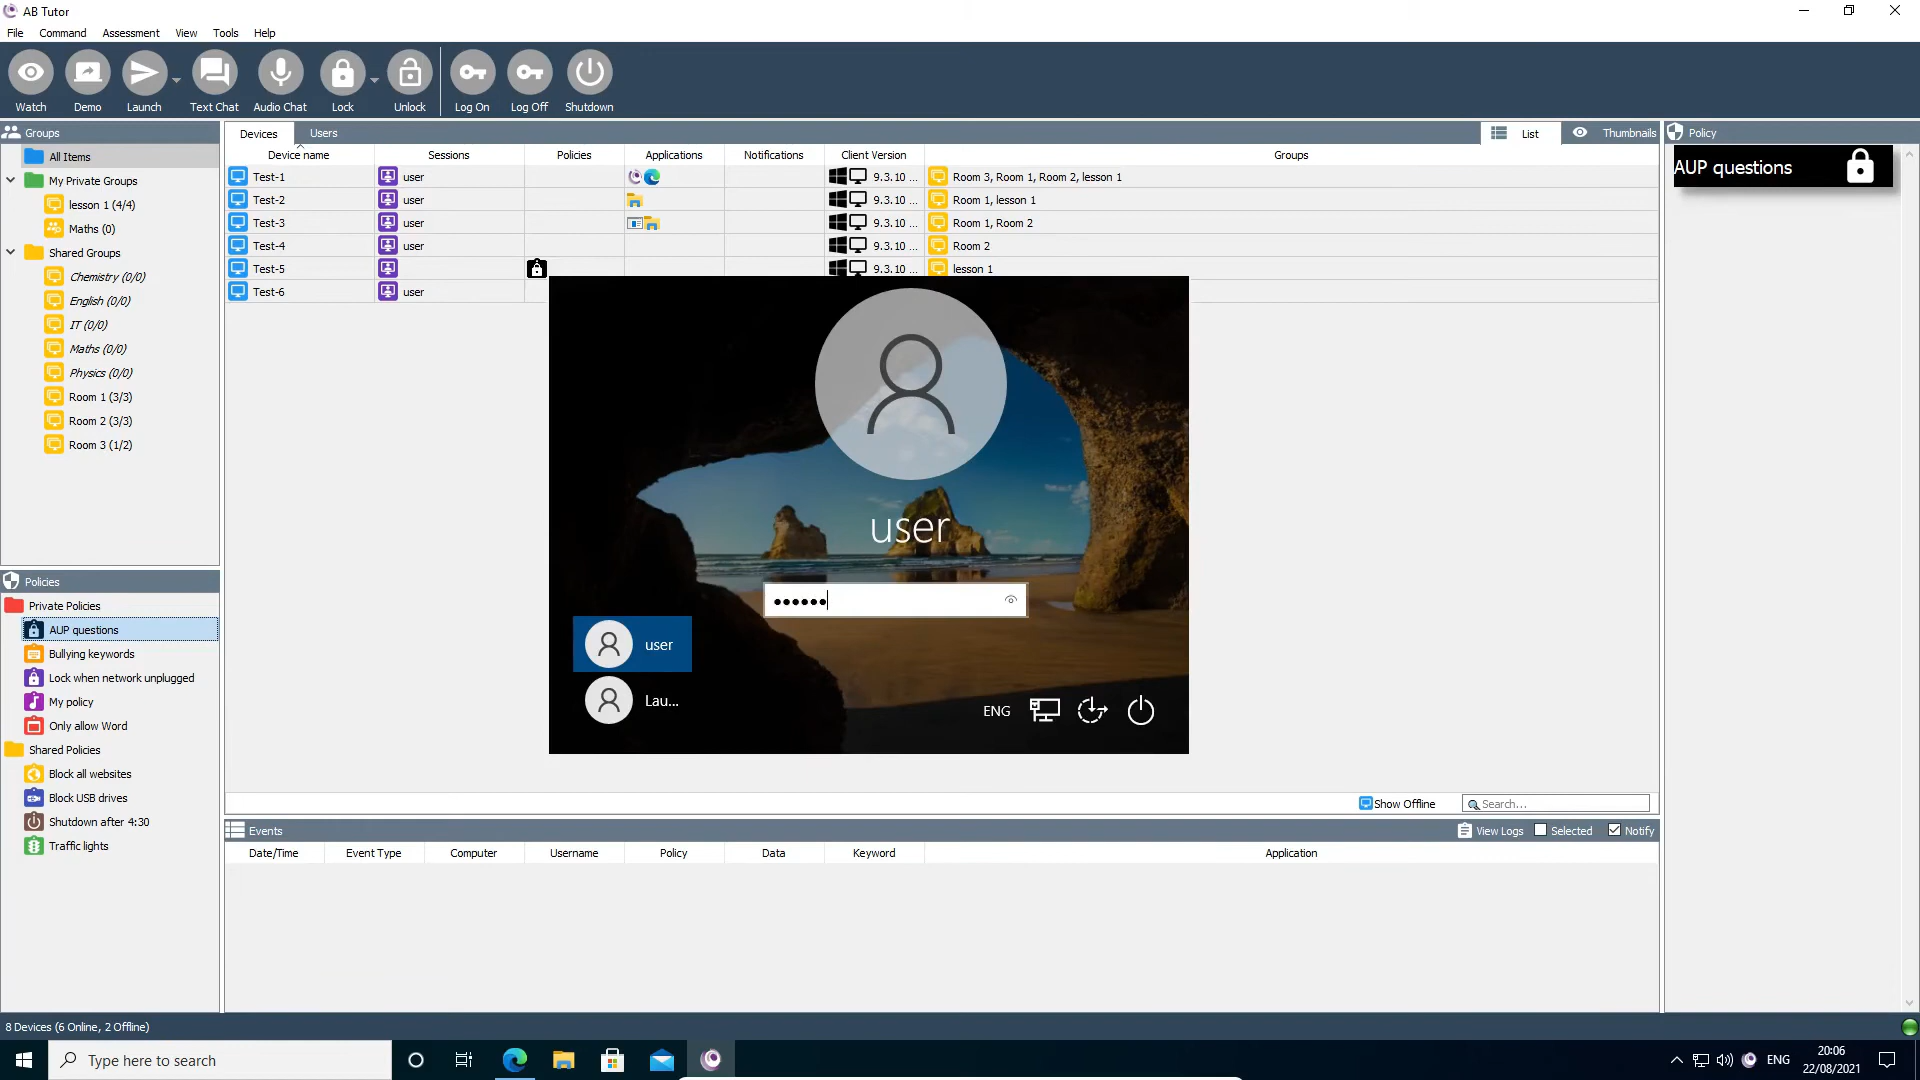 AB Tutor
File Command Assessment View Tools Help
Watch Demo Launch Text Chat Audio Chat Lock Unlock Log On Log Off Shutdown
Groups
All Items
My Private Groups
lesson 1 (4/4)
Maths (0)
Shared Groups
Chemistry (0/0)
English (0/0)
IT (0/0)
Maths (0/0)
Physics (0/0)
Room 1 (3/3)
Room 2 (3/3)
Room 3 (1/2)
Policies
Private Policies
AUP questions
Bullying keywords
Lock when network unplugged
My policy
Only allow Word
Shared Policies
Block all websites
Block USB drives
Shutdown after 4:30
Traffic lights
Devices Users List Thumbnails
Device name Sessions Policies Applications Notifications Client Version Groups
Test-1 user 9.3.10 ... Room 3, Room 1, Room 2, lesson 1
Test-2 user 9.3.10 ... Room 1, lesson 1
Test-3 user 9.3.10 ... Room 1, Room 2
Test-4 user 9.3.10 ... Room 2
Test-5 9.3.10 ... lesson 1
Test-6 user
user
user
Lau...
ENG
Show Offline Search...
Events View Logs Selected Notify
Date/Time Event Type Computer Username Policy Data Keyword Application
Policy
AUP questions
8 Devices (6 Online, 2 Offline)
Type here to search
ENG
20:06
22/08/2021